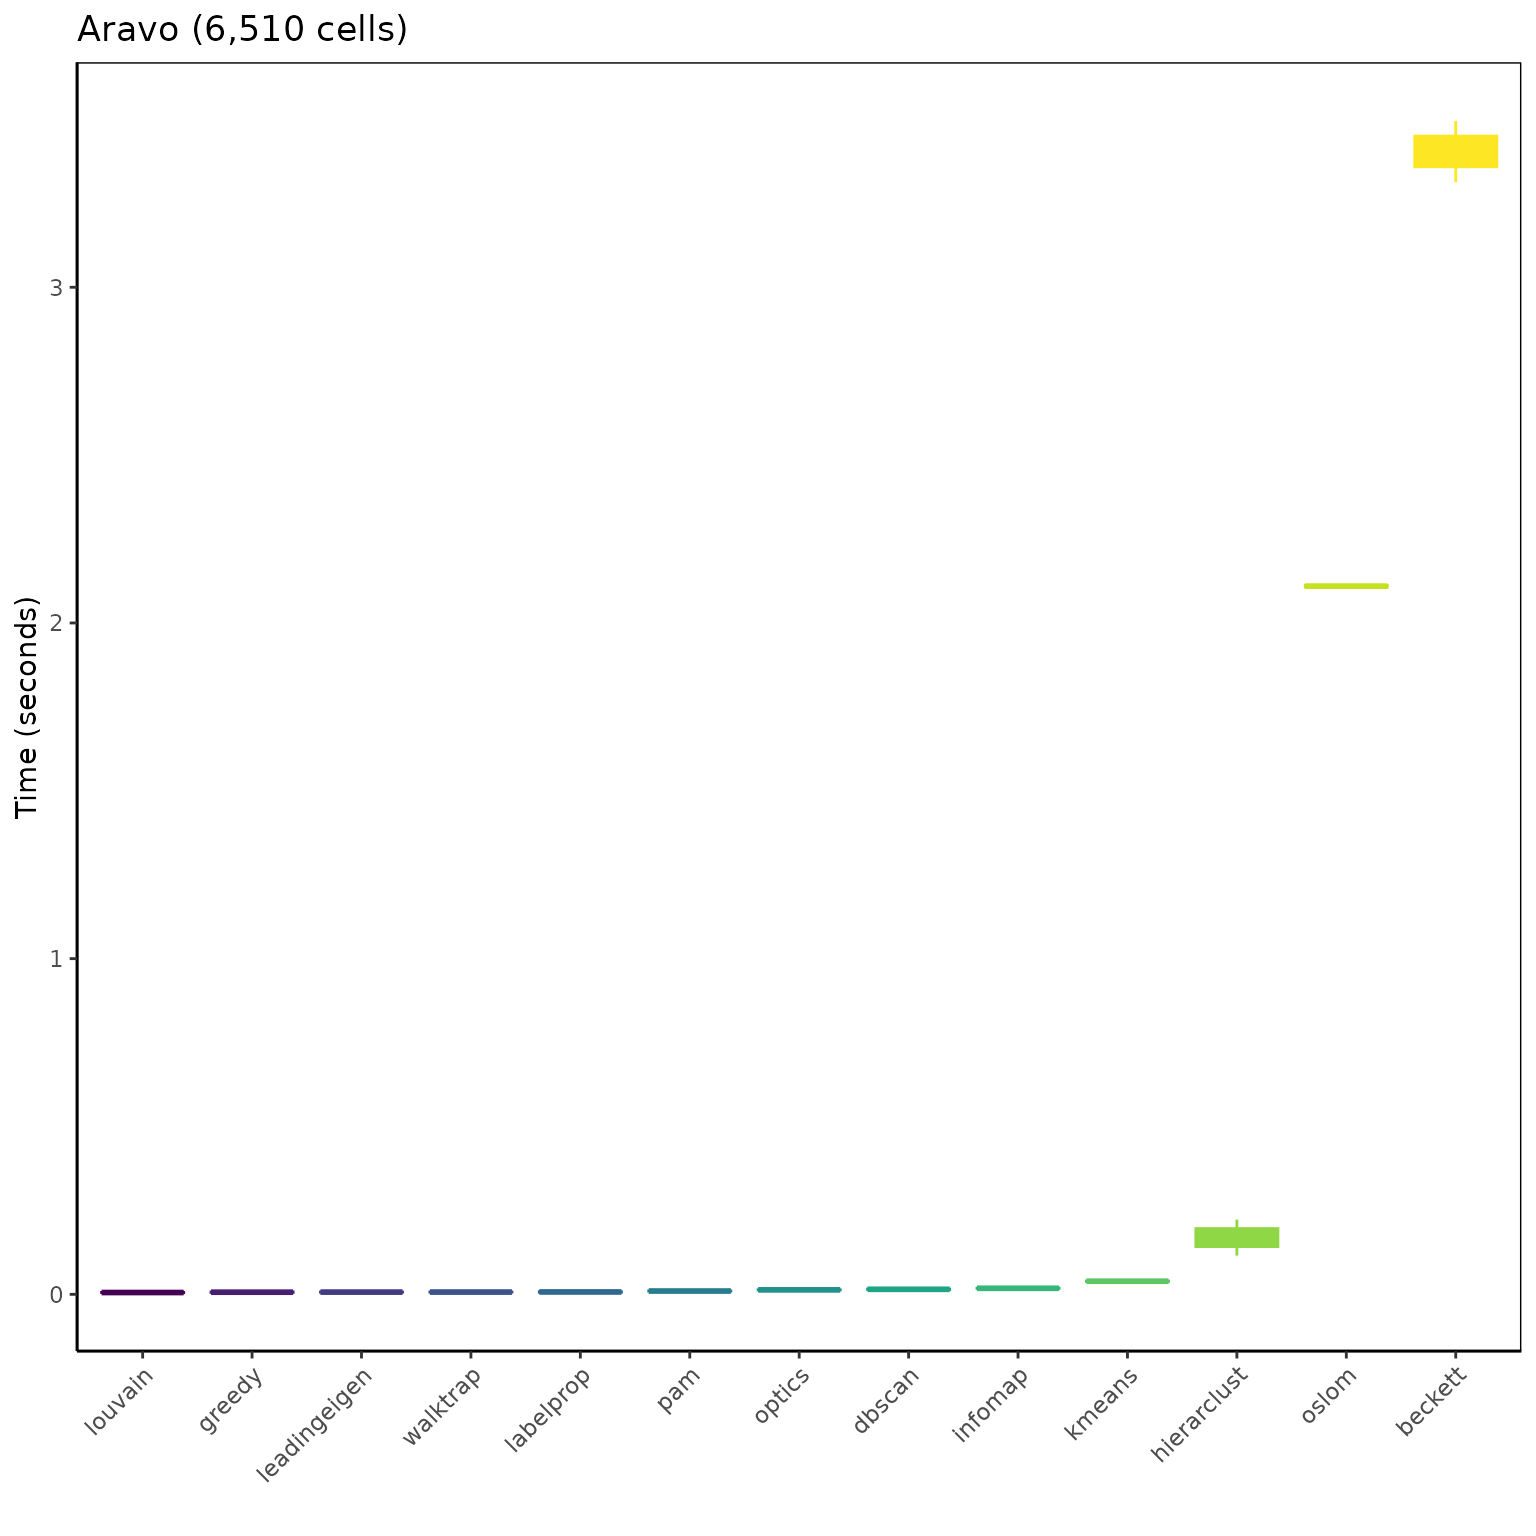 Aravo (6,510 cells)
Time (seconds)
3
2
1
0
louvain
greedy
leadingeigen
walktrap
labelprop
pam
optics
dbscan
infomap
kmeans
hierarclust
oslom
beckett